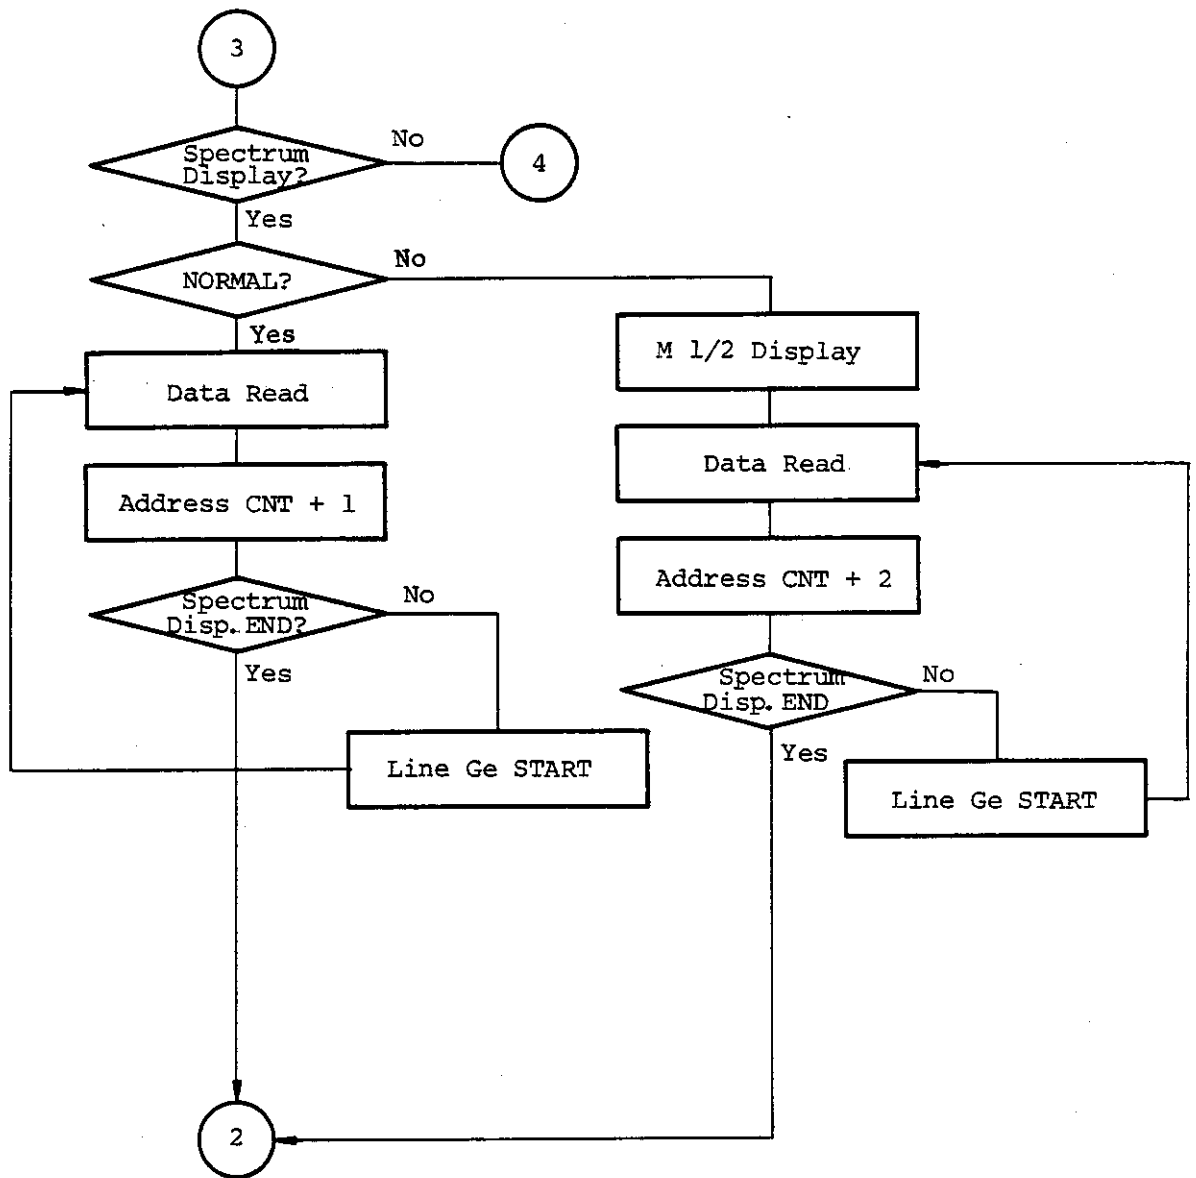 3
Spectrum
Display?
No
4
Yes
NORMAL?
No
Yes
Data Read
Address CNT + 1
Spectrum
Disp. END?
No
Yes
Line Ge START
M 1/2 Display
Data Read
Address CNT + 2
Spectrum
Disp. END
No
Yes
Line Ge START
2